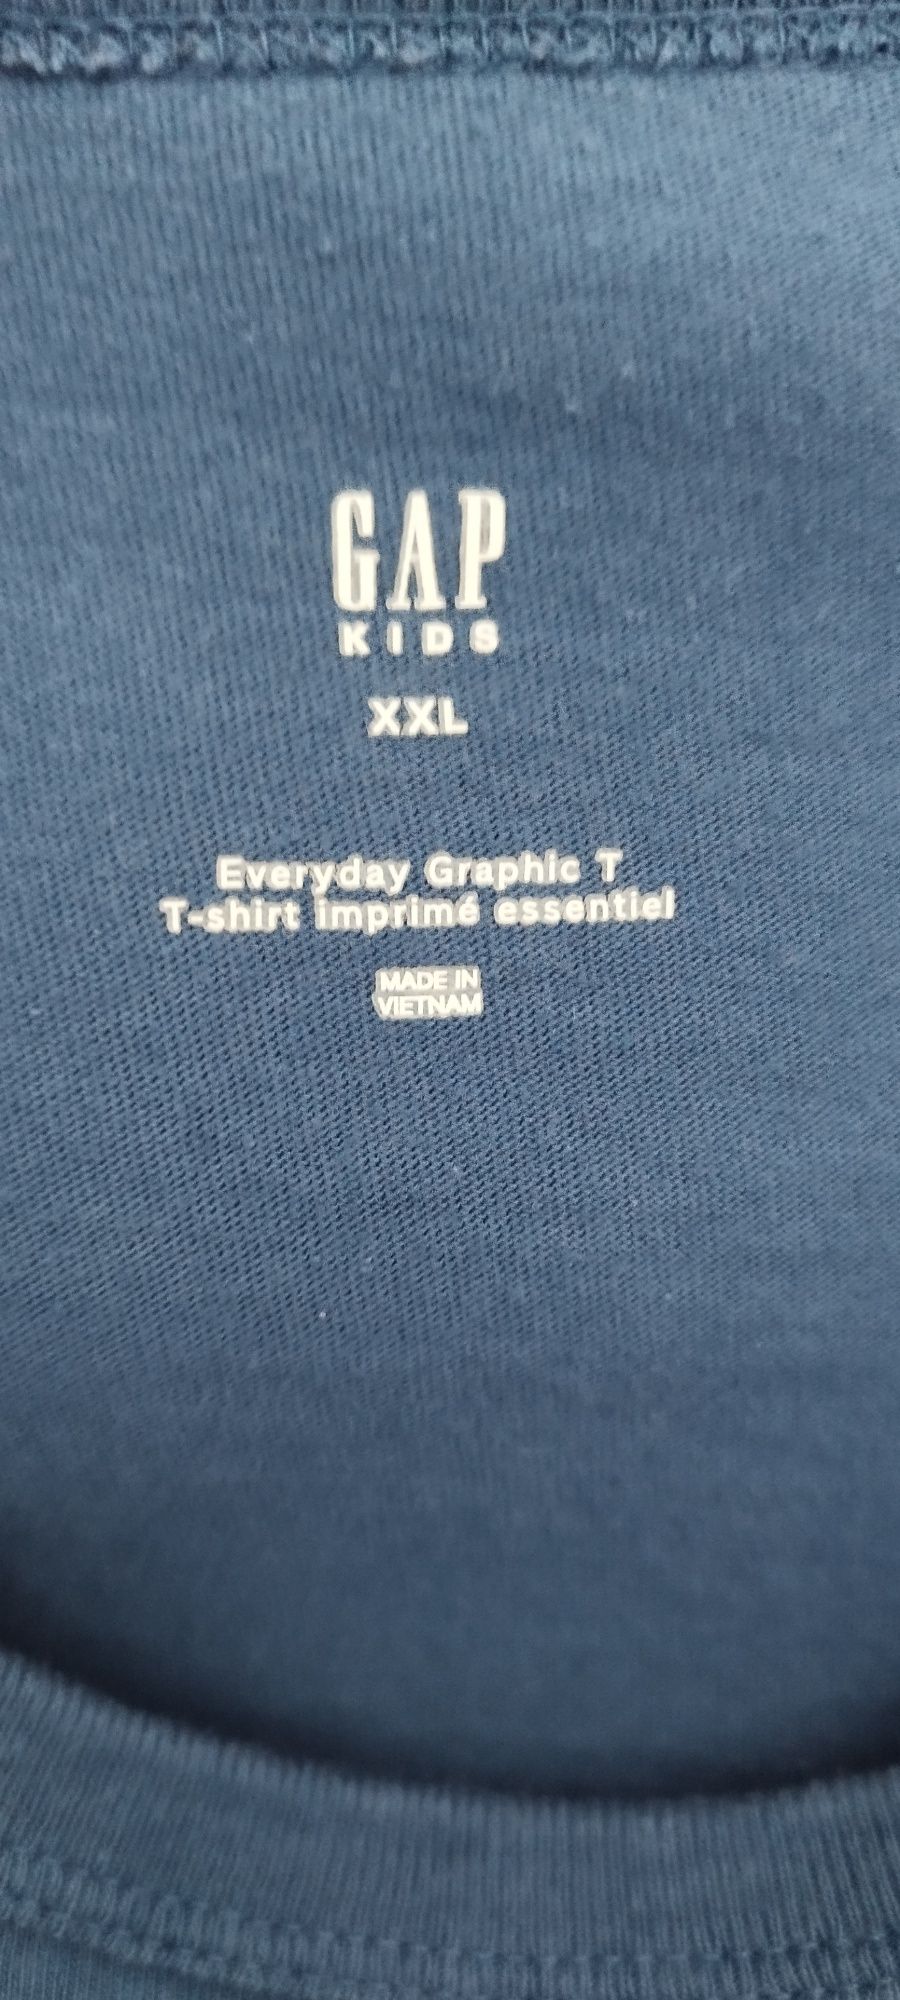 GAP
KIDS
XXL
Everyday Graphic T
T-shirt imprimé essentiel
MADE IN
VIETNAM